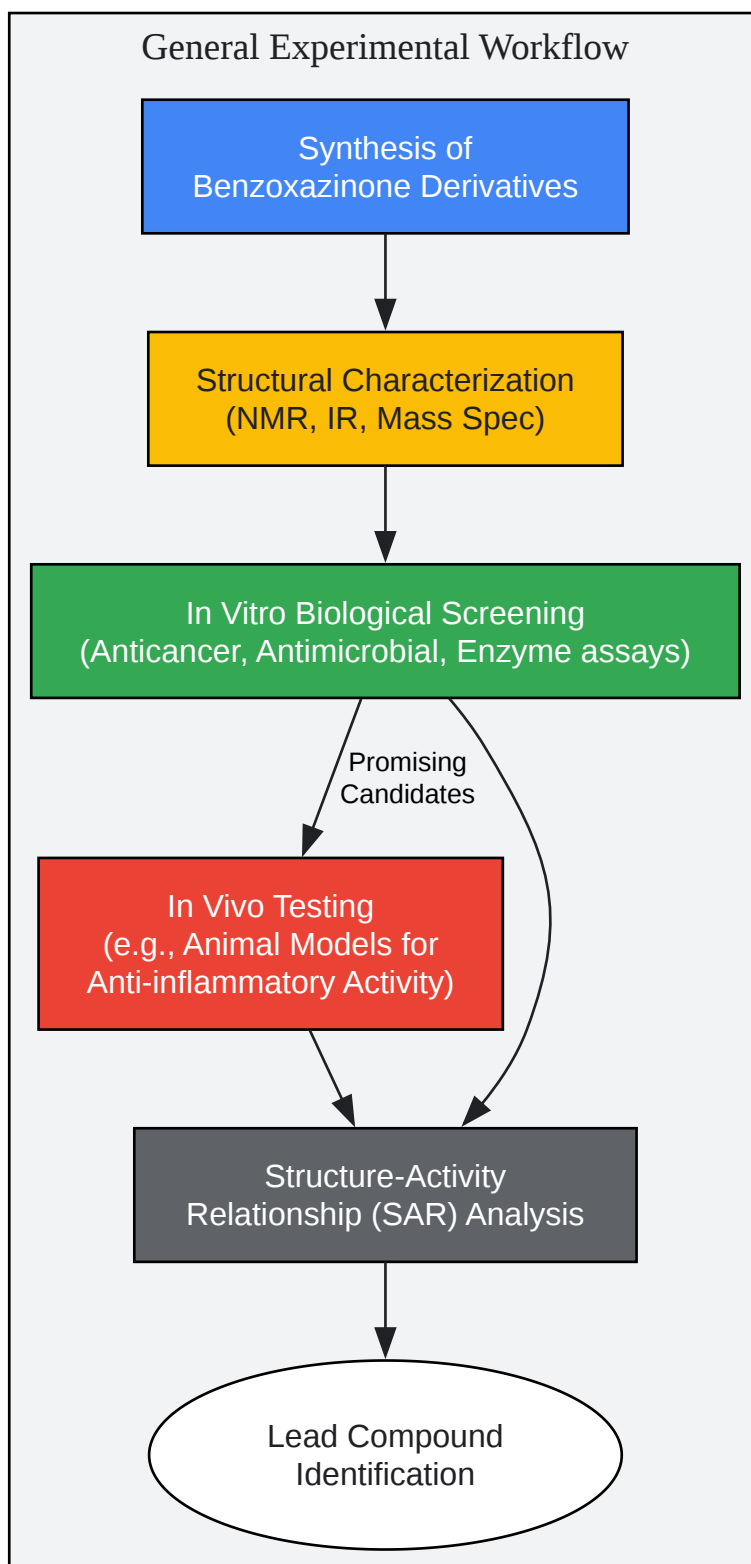 General Experimental Workflow
Synthesis of
Benzoxazinone Derivatives
Structural Characterization
(NMR, IR, Mass Spec)
In Vitro Biological Screening
(Anticancer, Antimicrobial, Enzyme assays)
Promising
Candidates
In Vivo Testing
(e.g., Animal Models for
Anti-inflammatory Activity)
Structure-Activity
Relationship (SAR) Analysis
Lead Compound
Identification